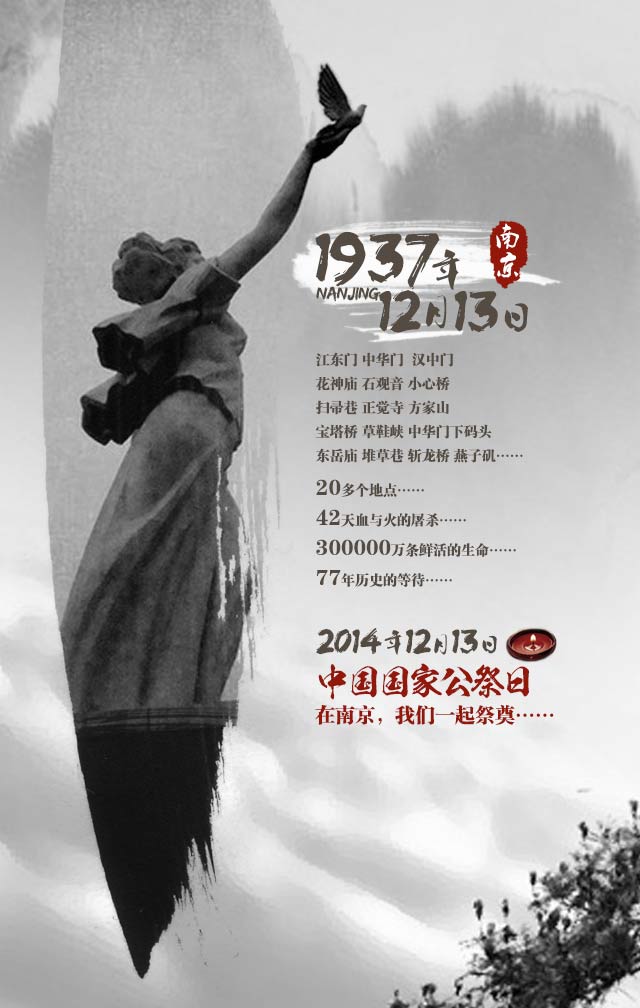 1937年
南京
NANJING
12月13日
江东门 中华门 汉中门
花神庙 石观音 小心桥
扫帚巷 正觉寺 方家山
宝塔桥 草鞋峡 中华门下码头
东岳庙 堆草巷 斩龙桥 燕子矶……
20多个地点……
42天血与火的屠杀……
300000万条鲜活的生命……
77年历史的等待……
2014年12月13日
中国国家公祭日
在南京，我们一起祭奠……